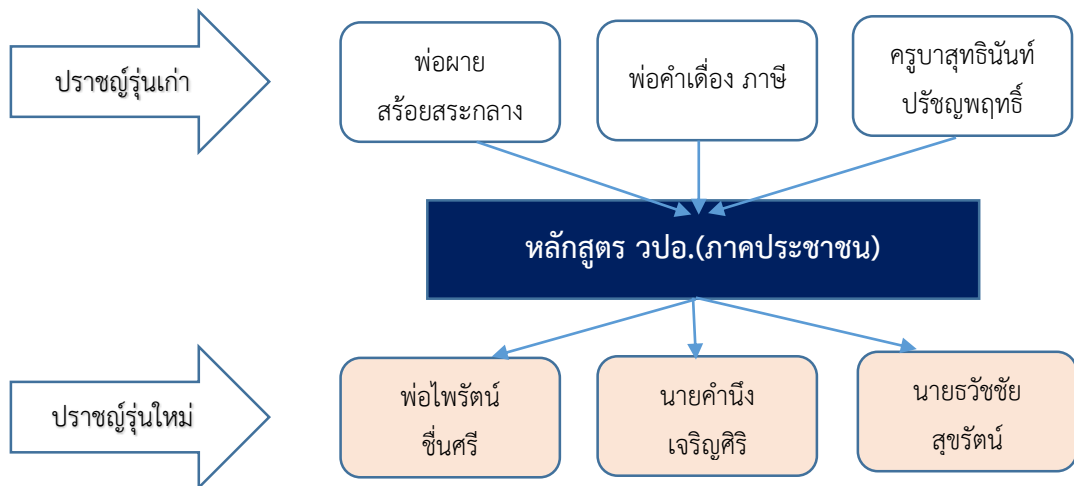 ปราชญ์รุ่นเก่า
พ่อผาย
สร้อยสระกลาง
พ่อคำเดื่อง ภาษี
ครูบาสุทธินันท์
ปรัชญพฤทธิ์
หลักสูตร วปอ.(ภาคประชาชน)
ปราชญ์รุ่นใหม่
พ่อไพรัตน์
ชื่นศรี
นายคำนึง
เจริญศิริ
นายธวัชชัย
สุขรัตน์